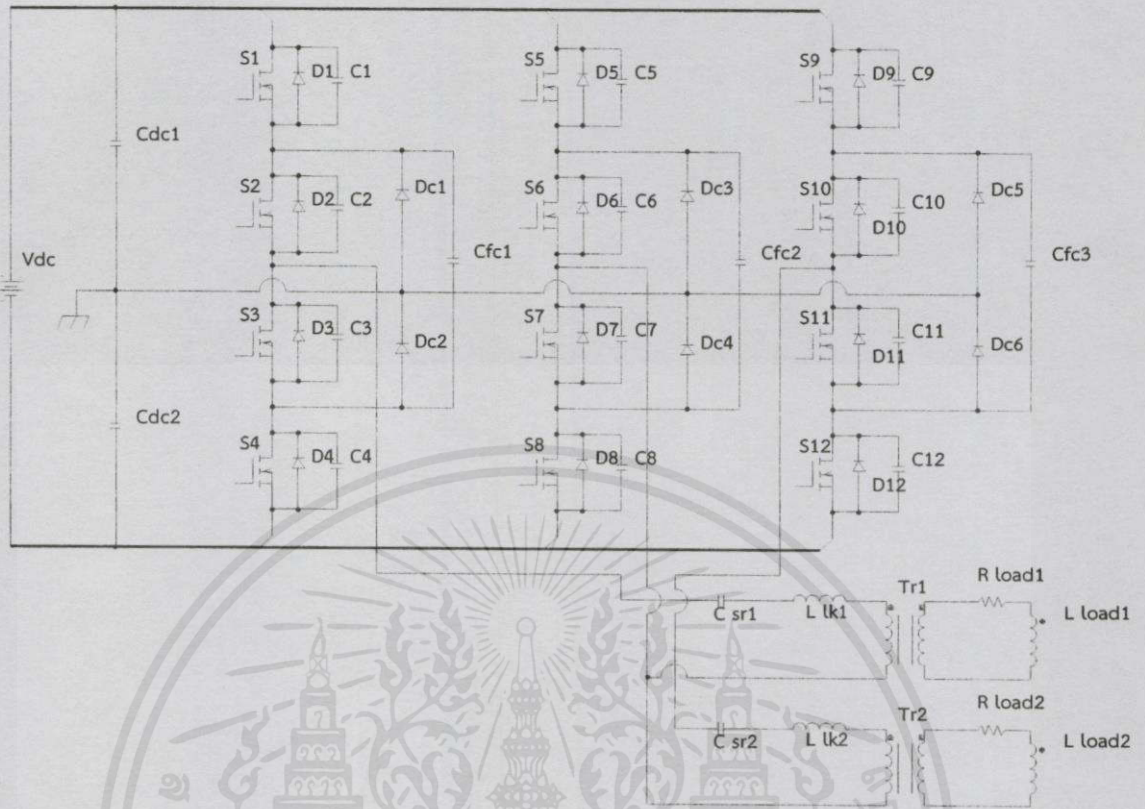 S1 D1 C1 S5 D5 C5 S9 D9 C9
Cdc1
S2 D2 C2 Dc1 S6 D6 C6 Dc3 S10 D10 C10 Dc5
Vdc Cfc1 Cfc2 Cfc3
S3 D3 C3 Dc2 S7 D7 C7 Dc4 S11 D11 C11 Dc6
Cdc2
S4 D4 C4 S8 D8 C8 S12 D12 C12
C sr1 L lk1 Tr1 R load1 L load1
C sr2 L lk2 Tr2 R load2 L load2